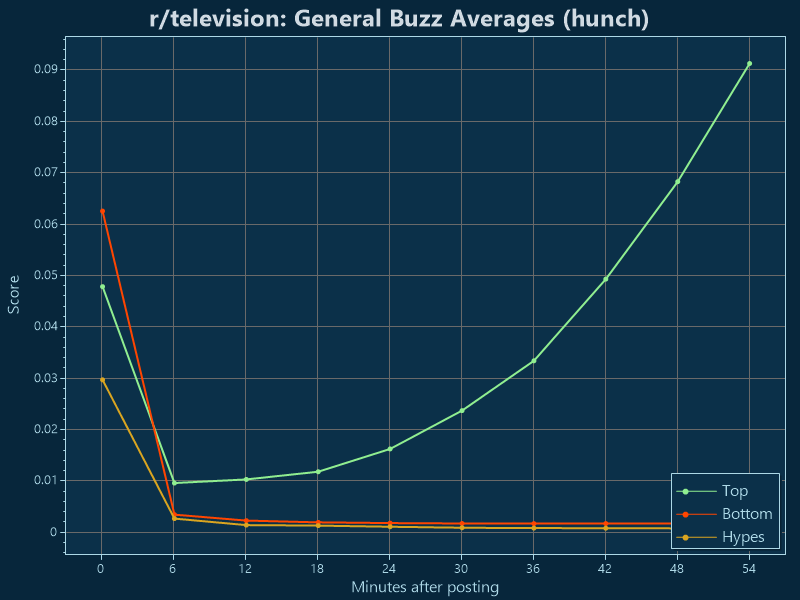 r/television: General Buzz Averages (hunch)
Score
0.09
0.08
0.07
0.06
0.05
0.04
0.03
0.02
0.01
0
0 6 12 18 24 30 36 42 48 54
Minutes after posting
Top
Bottom
Hypes